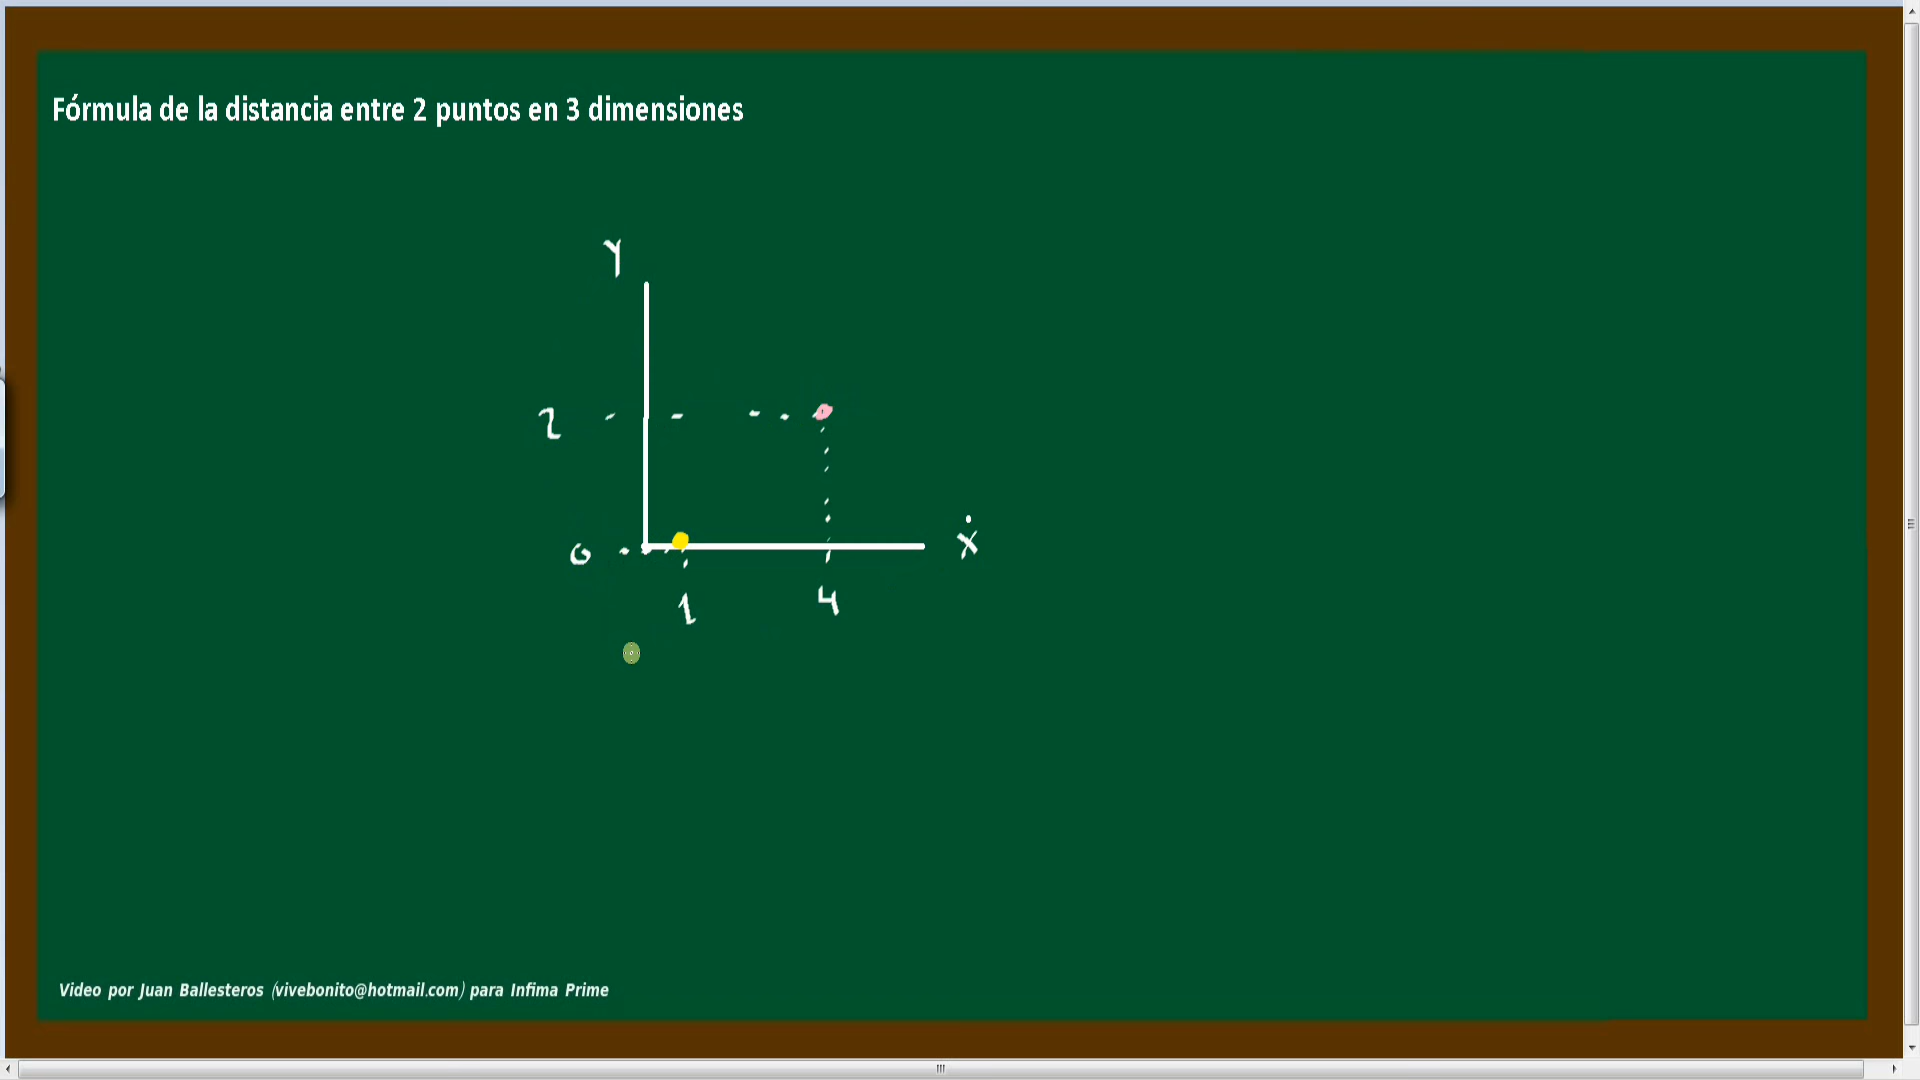 Fórmula de la distancia entre 2 puntos en 3 dimensiones
Y
2
0
X
1
4
Video por Juan Ballesteros (vivebonito@hotmail.com) para Infima Prime